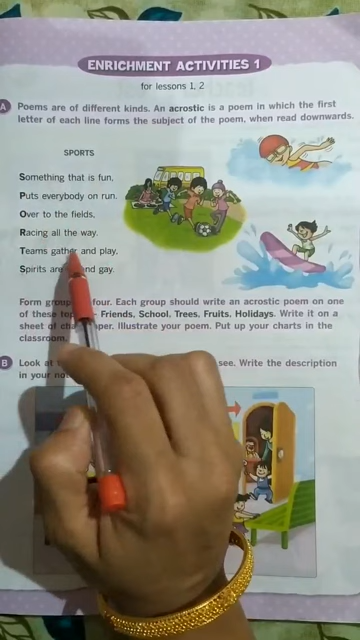 ENRICHMENT ACTIVITIES 1
for lessons 1, 2
A Poems are of different kinds. An acrostic is a poem in which the first
letter of each line forms the subject of the poem, when read downwards.
SPORTS
Something that is fun,
Puts everybody on run.
Over to the fields,
Racing all the way.
Teams gather and play,
Spirits are and gay.
Form four. Each group should write an acrostic poem on one
of these Friends, School, Trees, Fruits, Holidays. Write it on a
sheet of Illustrate your poem. Put up your charts in the
classroom.
B Look at see. Write the description
in your